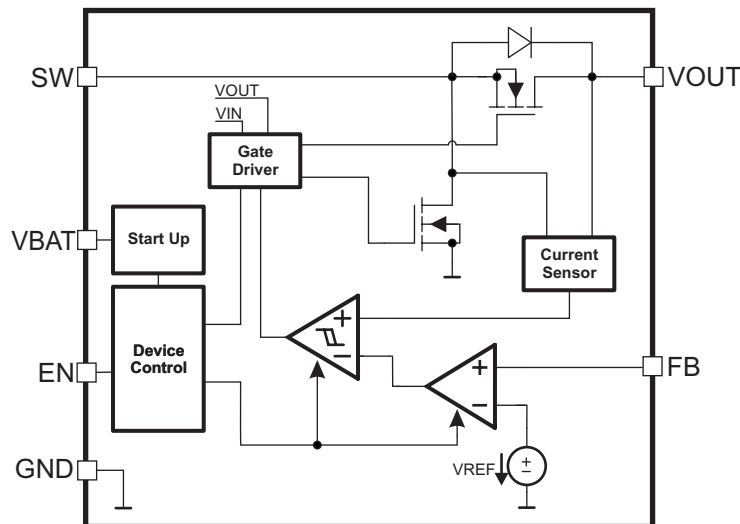 SW
VOUT
VOUT
VIN
Gate
Driver
VBAT
Start Up
Current
Sensor
EN
Device
Control
+
−
+
−
FB
GND
VREF
+
−